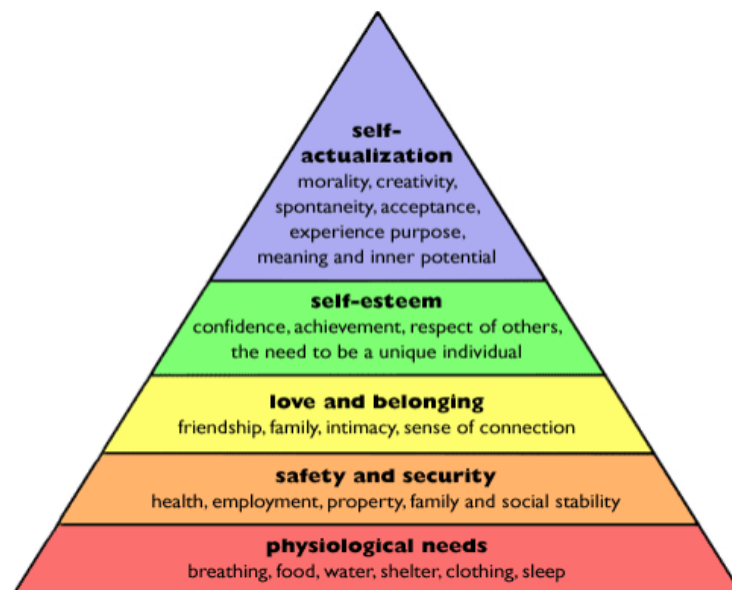 self-
actualization
morality, creativity,
spontaneity, acceptance,
experience purpose,
meaning and inner potential
self-esteem
confidence, achievement, respect of others,
the need to be a unique individual
love and belonging
friendship, family, intimacy, sense of connection
safety and security
health, employment, property, family and social stability
physiological needs
breathing, food, water, shelter, clothing, sleep